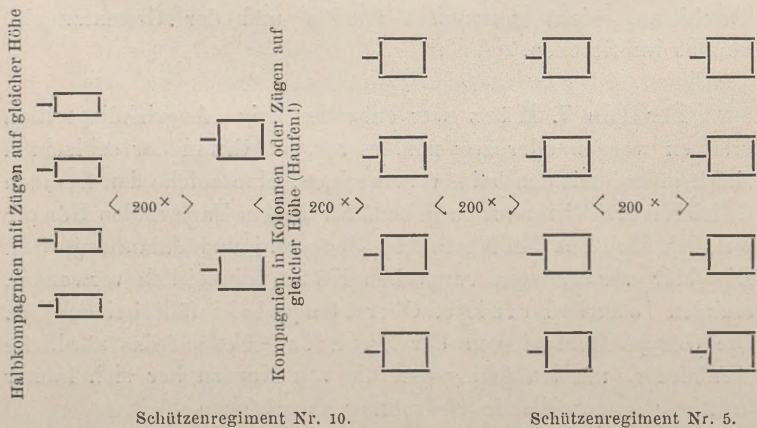 Halbkompagnien mit Zügen auf gleicher Höhe
200 ×
Kompagnien in Kolonnen oder Zügen auf
gleicher Höhe (Haufen!)
200 ×
200 ×
200 ×
Schützenregiment Nr. 10.
Schützenregiment Nr. 5.